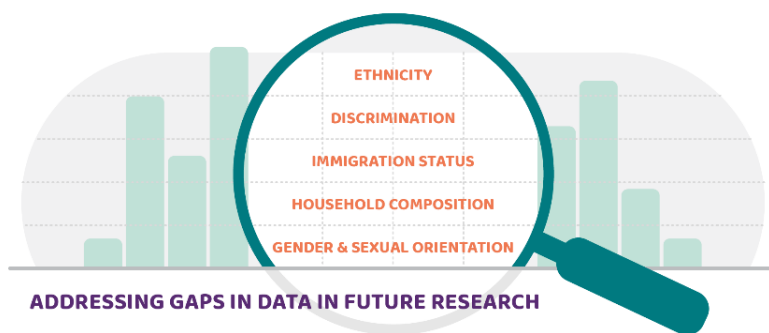 ETHNICITY
DISCRIMINATION
IMMIGRATION STATUS
HOUSEHOLD COMPOSITION
GENDER & SEXUAL ORIENTATION
ADDRESSING GAPS IN DATA IN FUTURE RESEARCH